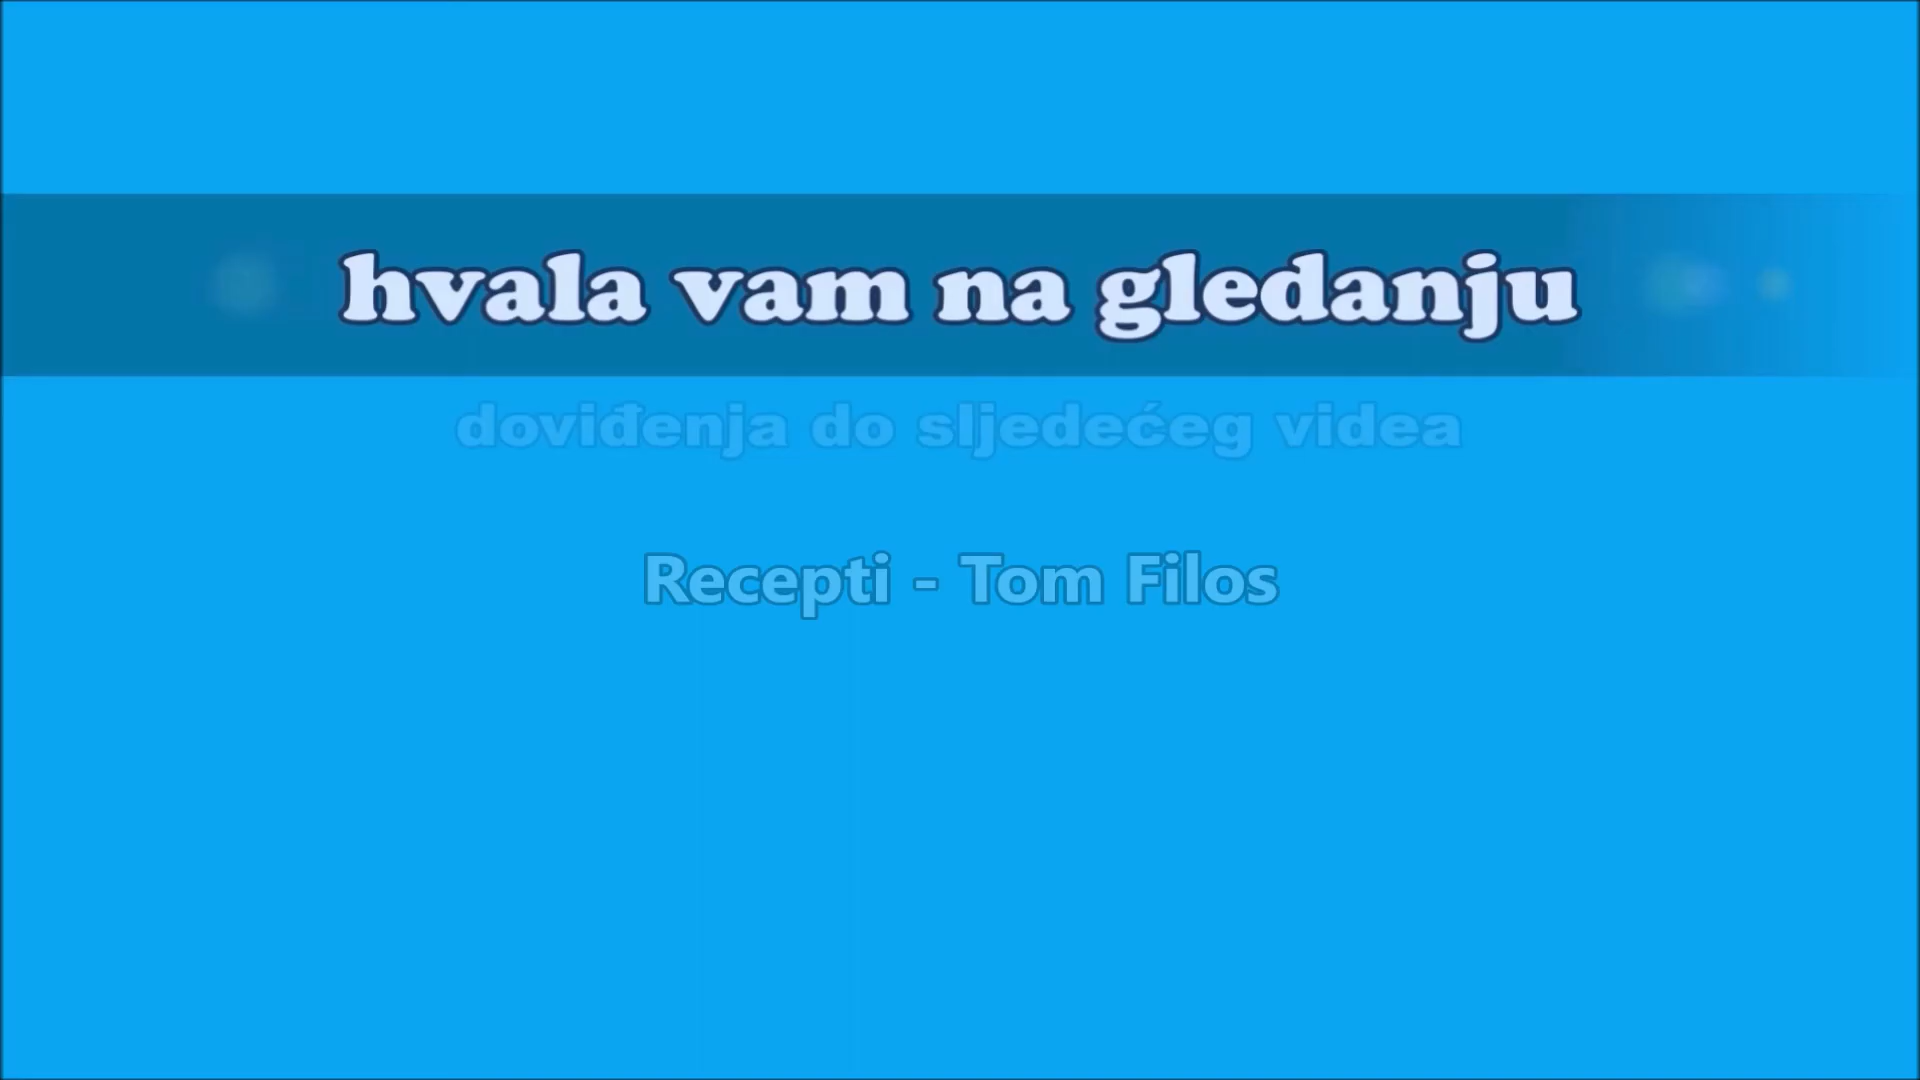 hvala vam na gledanju
doviđenja do sljedećeg videa
Recepti - Tom Filos